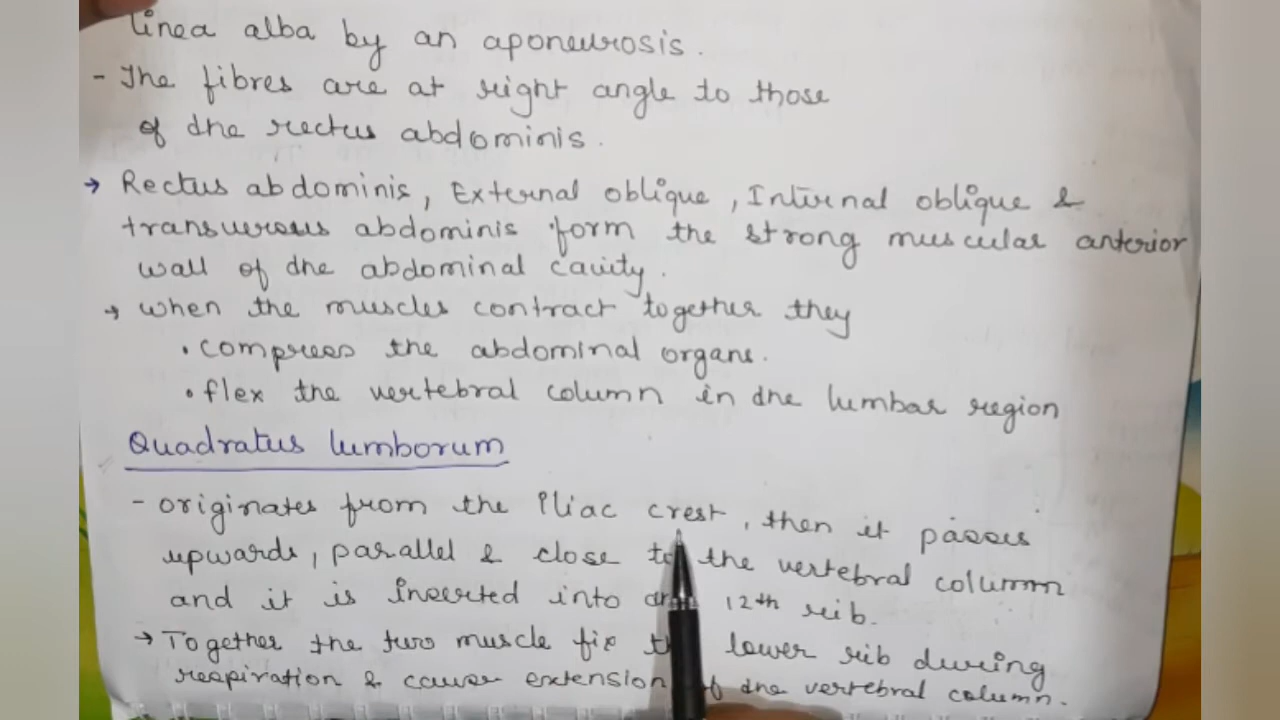 linea alba by an aponeurosis.
- The fibres are at right angle to those
of the rectus abdominis.
→ Rectus abdominis, External oblique, Internal oblique &
transverous abdominis form the strong muscular anterior
wall of the abdominal cavity.
→ when the muscles contract together they
• compress the abdominal organs.
• flex the vertebral column in the lumbar region
Quadratus lumborum
- originates from the Iliac crest, then it passes
upwards, parallel & close to the vertebral column
and it is inserted into 12th rib.
→ Together the two muscle fix lower rib during
respiration & cause extension of the vertebral column.